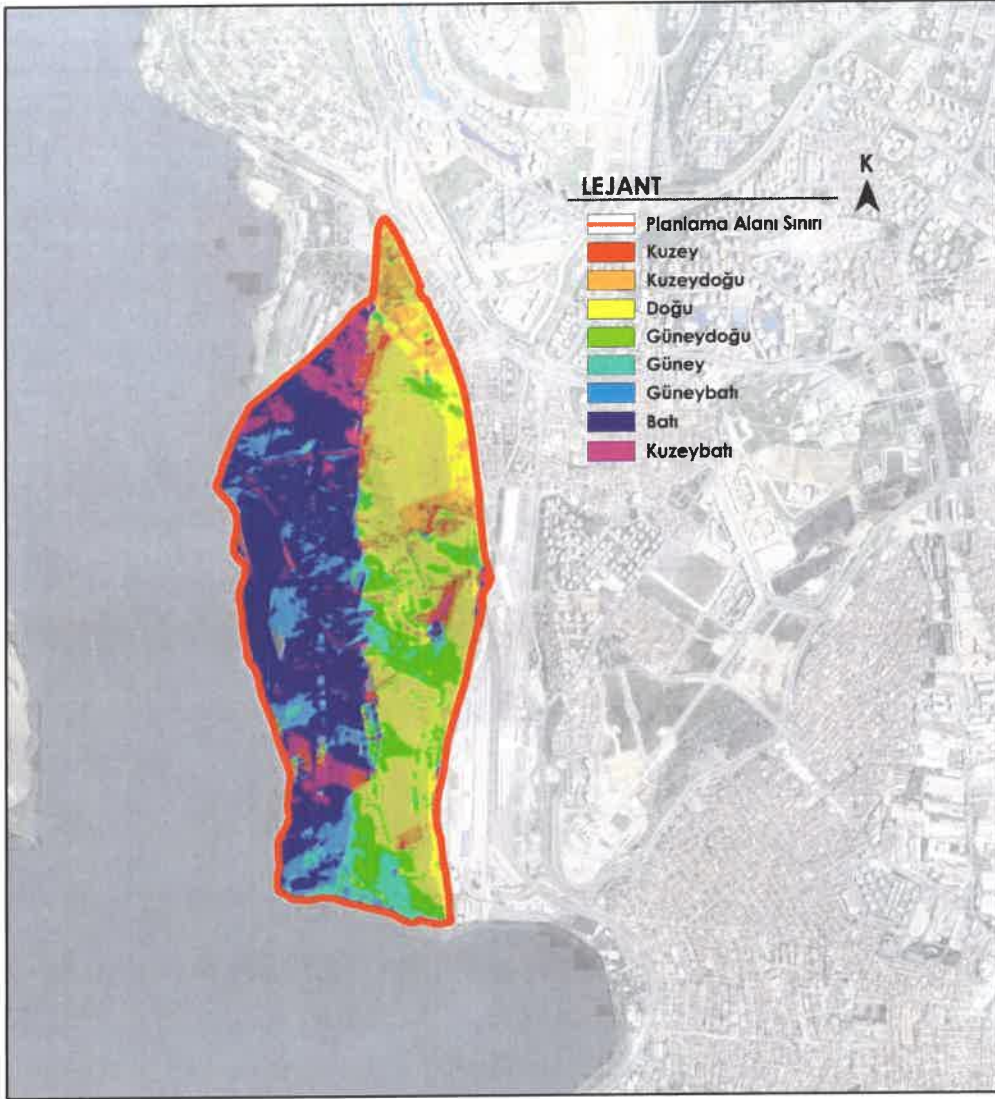 LEJANT
K
Planlama Alanı Sınırı
Kuzey
Kuzeydoğu
Doğu
Güneydoğu
Güney
Güneybatı
Batı
Kuzeybatı